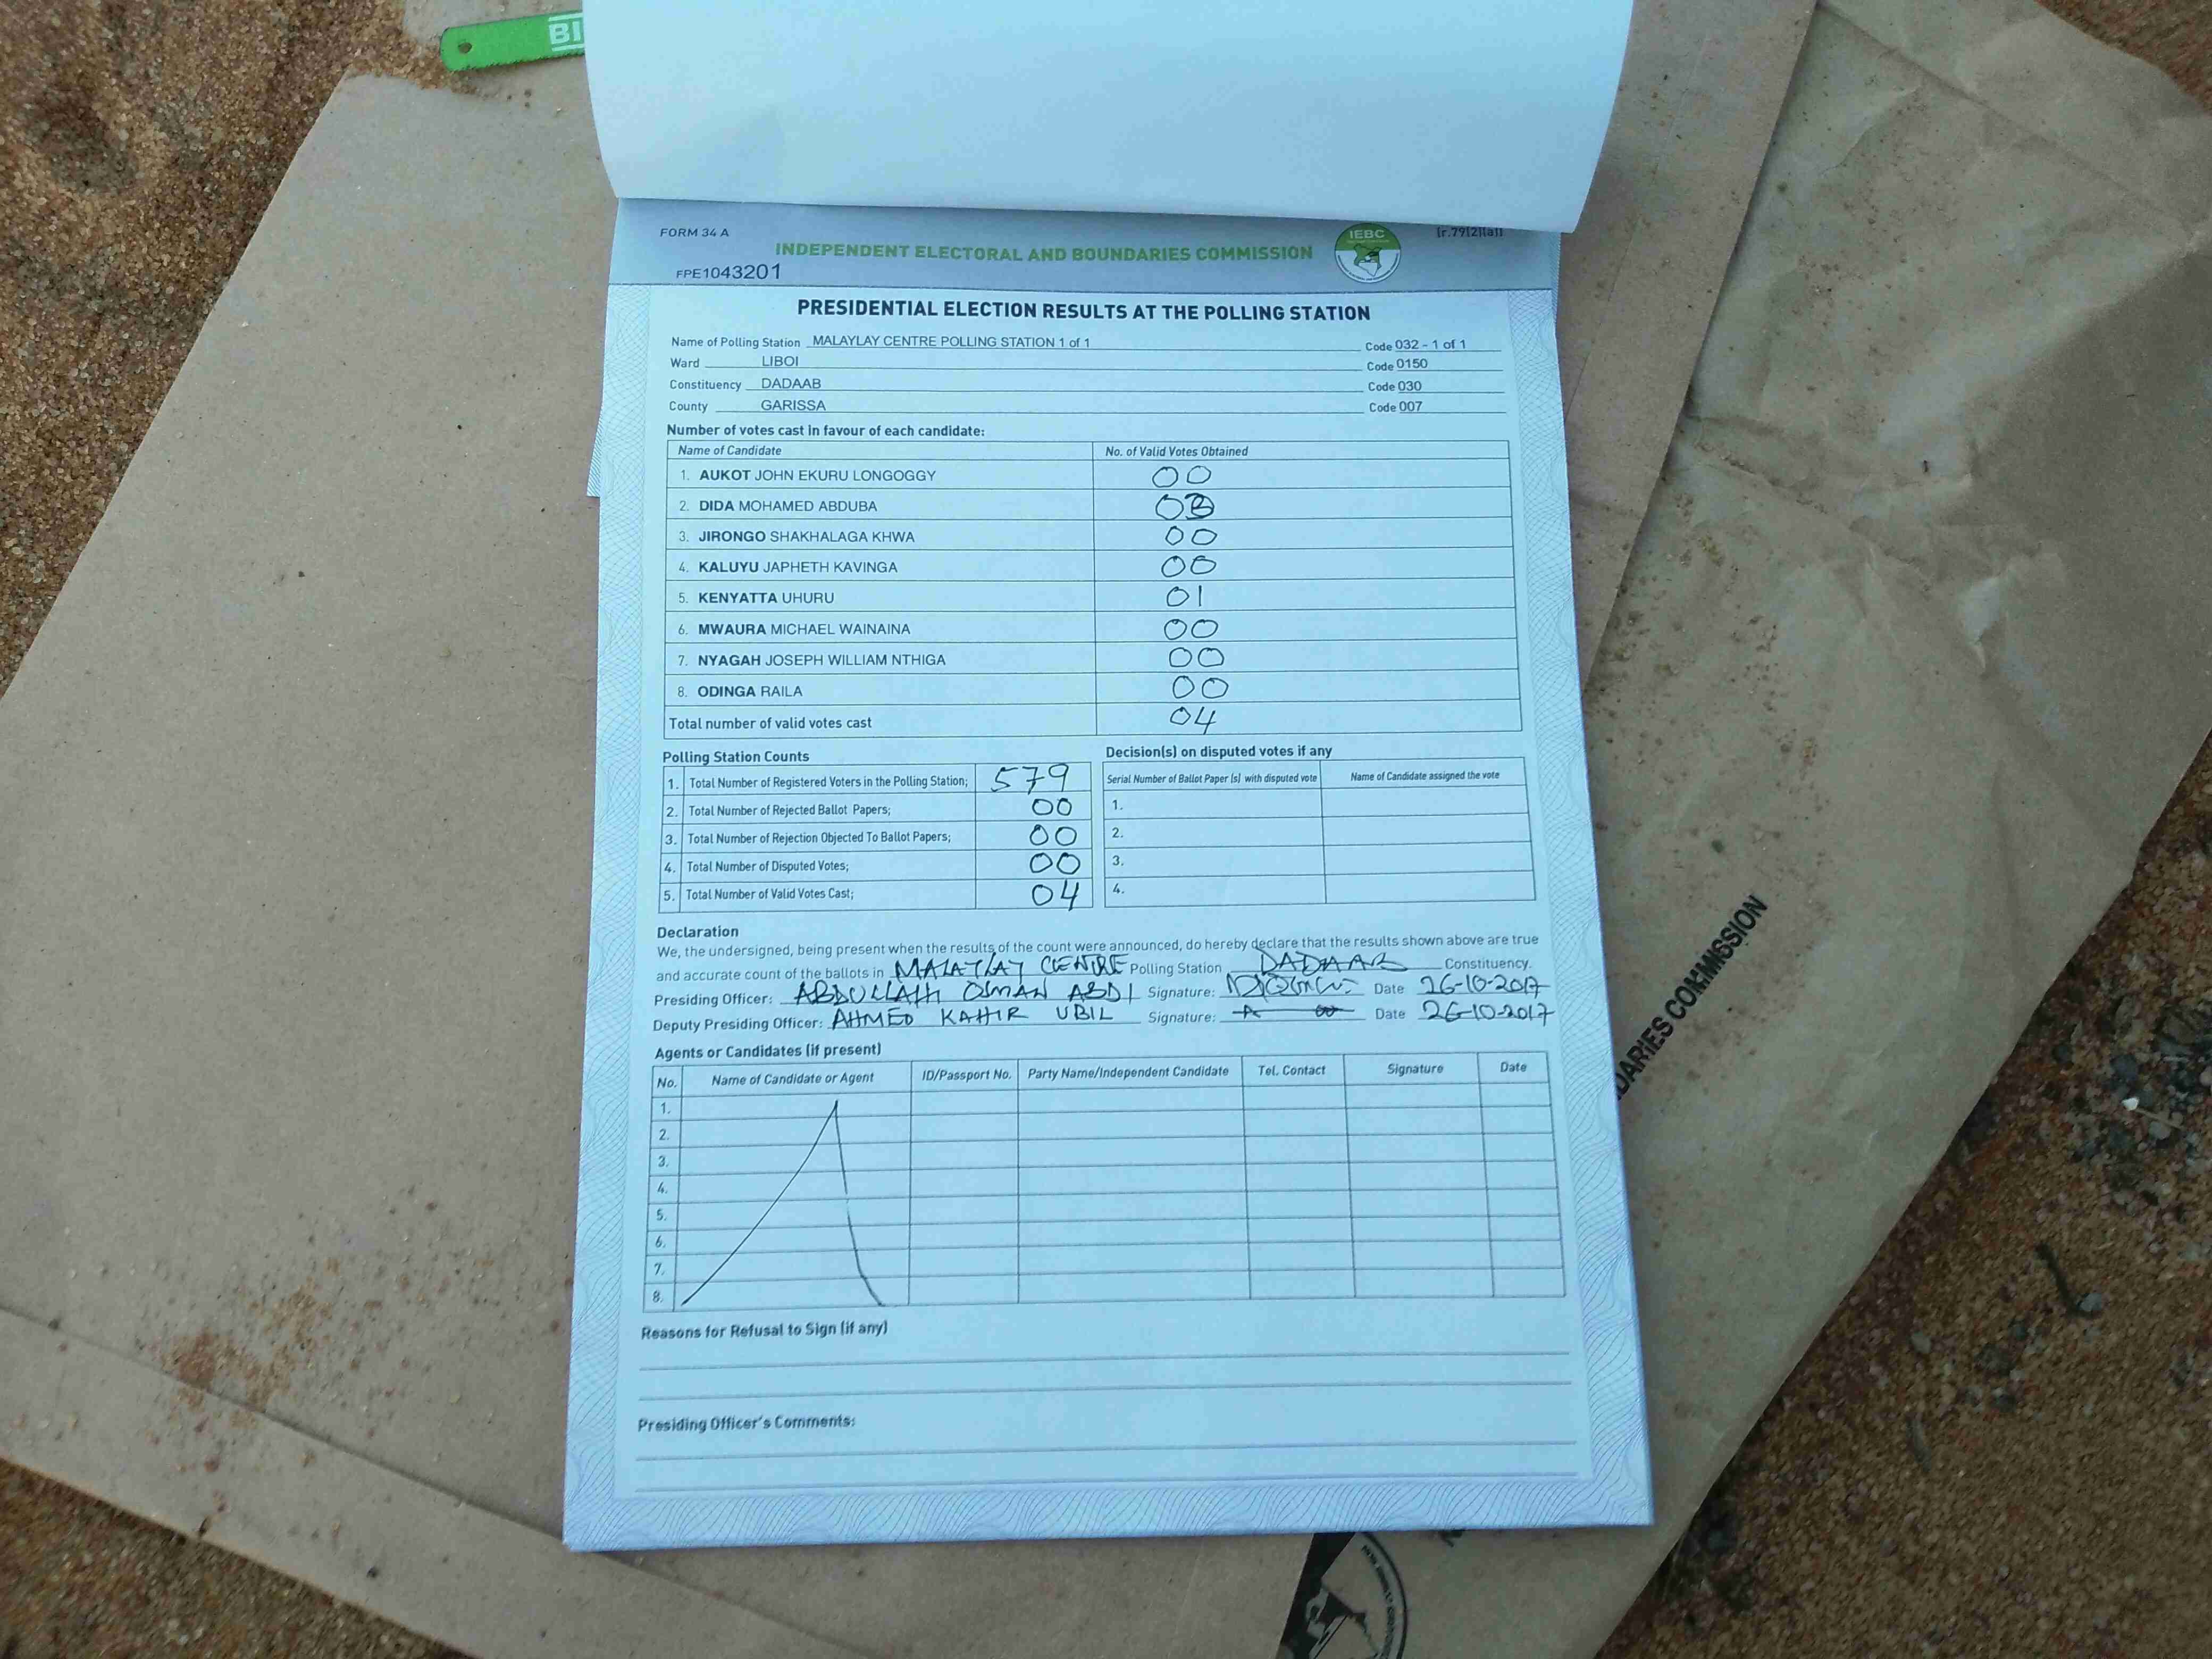 BI
FORM 34 A
[r.79(2)(a)]
INDEPENDENT ELECTORAL AND BOUNDARIES COMMISSION
IEBC
FPE1043201
PRESIDENTIAL ELECTION RESULTS AT THE POLLING STATION
Name of Polling Station MALAYLAY CENTRE POLLING STATION 1 of 1 Code 032 - 1 of 1
Ward LIBOI Code 0150
Constituency DADAAB Code 030
County GARISSA Code 007
Number of votes cast in favour of each candidate:
Name of Candidate No. of Valid Votes Obtained
1. AUKOT JOHN EKURU LONGOGGY 00
2. DIDA MOHAMED ABDUBA 03
3. JIRONGO SHAKHALAGA KHWA 00
4. KALUYU JAPHETH KAVINGA 00
5. KENYATTA UHURU 01
6. MWAURA MICHAEL WAINAINA 00
7. NYAGAH JOSEPH WILLIAM NTHIGA 00
8. ODINGA RAILA 00
Total number of valid votes cast 04
Polling Station Counts
1. Total Number of Registered Voters in the Polling Station; 579
2. Total Number of Rejected Ballot Papers; 00
3. Total Number of Rejection Objected To Ballot Papers; 00
4. Total Number of Disputed Votes; 00
5. Total Number of Valid Votes Cast; 04
Decision(s) on disputed votes if any
Serial Number of Ballot Paper (s) with disputed vote Name of Candidate assigned the vote
1.
2.
3.
4.
Declaration
We, the undersigned, being present when the results of the count were announced, do hereby declare that the results shown above are true
and accurate count of the ballots in MALAYLAY CENTRE Polling Station DADAAB Constituency.
Presiding Officer: ABDULLAHI OSMAN ABDI Signature: Date 26-10-2017
Deputy Presiding Officer: AHMED KAHIR UBIL Signature: Date 26-10-2017
Agents or Candidates (if present)
No. Name of Candidate or Agent ID/Passport No. Party Name/Independent Candidate Tel. Contact Signature Date
1.
2.
3.
4.
5.
6.
7.
8.
Reasons for Refusal to Sign (if any)
Presiding Officer's Comments:
DARIES COMMISSION